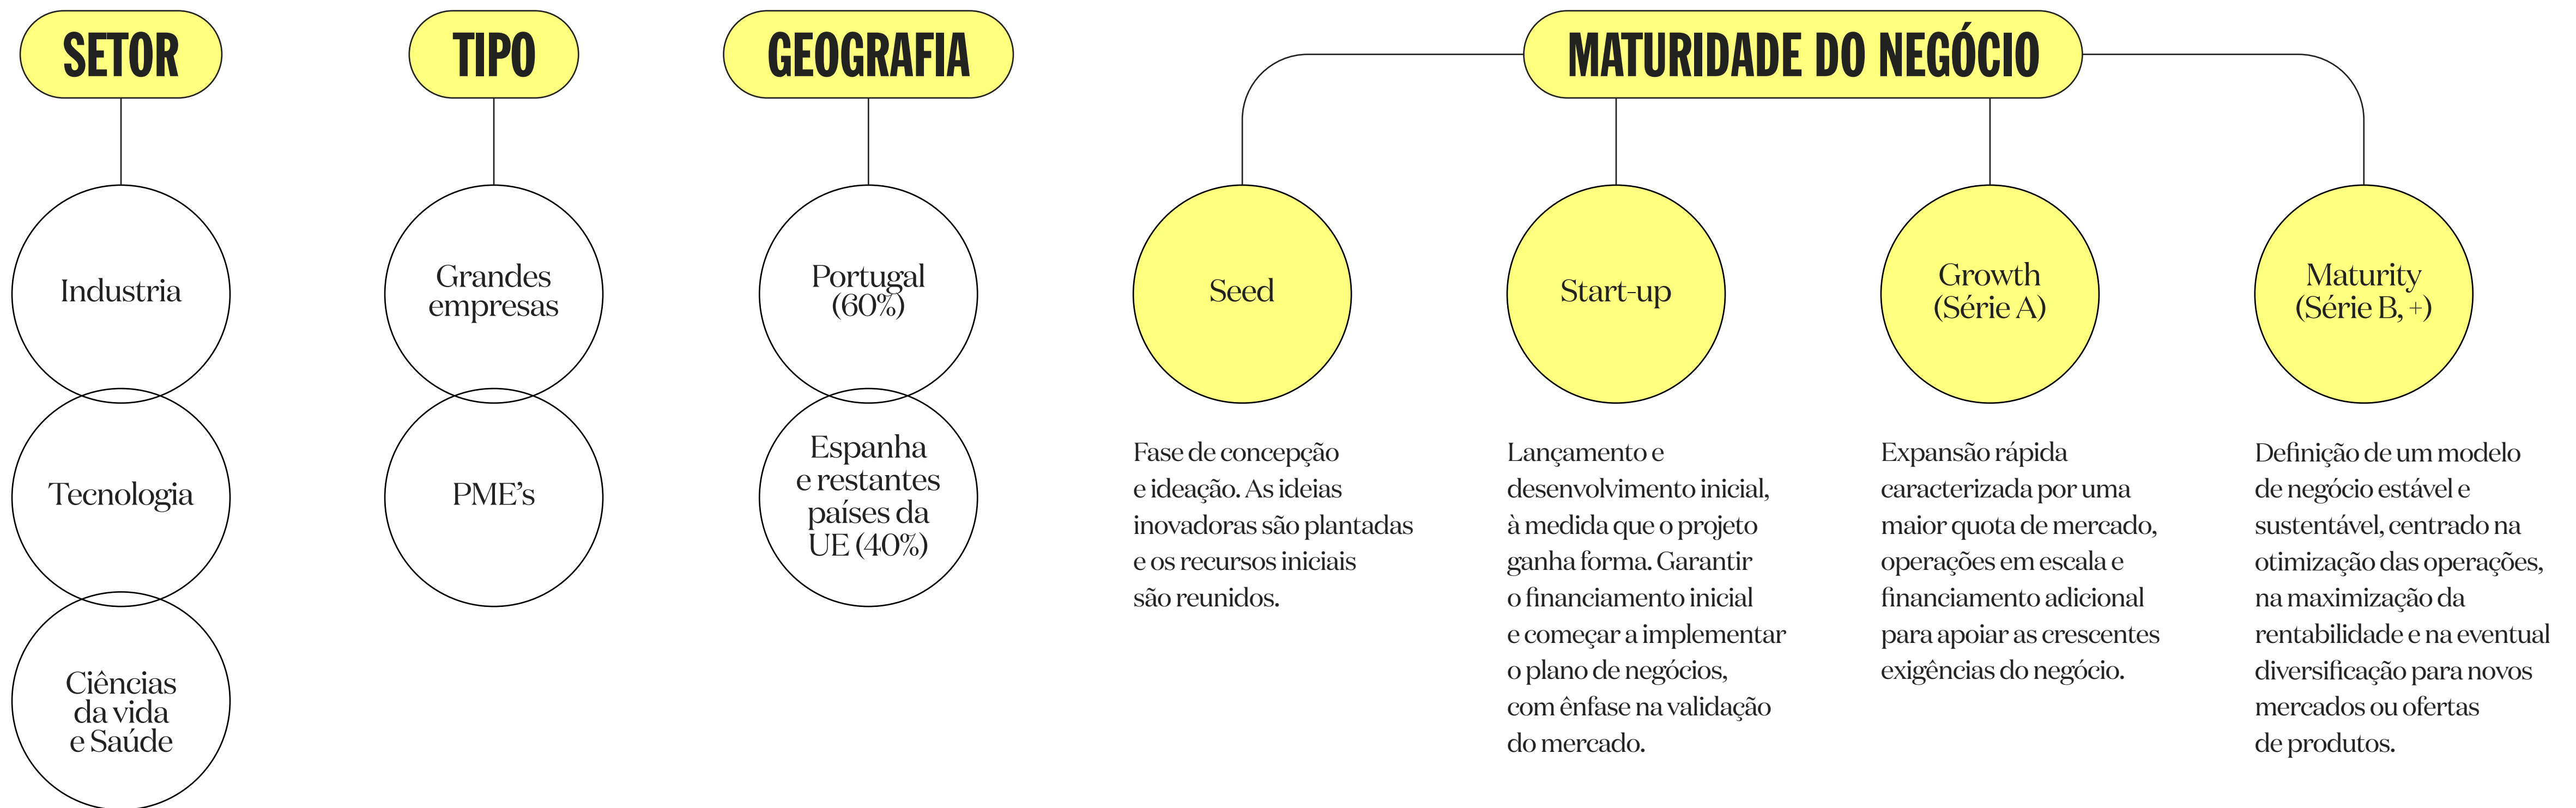 SETOR
Industria
Tecnologia
Ciências
da vida
e Saúde
TIPO
Grandes
empresas
PME’s
GEOGRAFIA
Portugal
(60%)
Espanha
e restantes
países da
UE (40%)
MATURIDADE DO NEGÓCIO
Seed
Fase de concepção
e ideação. As ideias
inovadoras são plantadas
e os recursos iniciais
são reunidos.
Start-up
Lançamento e
desenvolvimento inicial,
à medida que o projeto
ganha forma. Garantir
o financiamento inicial
e começar a implementar
o plano de negócios,
com ênfase na validação
do mercado.
Growth
(Série A)
Expansão rápida
caracterizada por uma
maior quota de mercado,
operações em escala e
financiamento adicional
para apoiar as crescentes
exigências do negócio.
Maturity
(Série B, +)
Definição de um modelo
de negócio estável e
sustentável, centrado na
otimização das operações,
na maximização da
rentabilidade e na eventual
diversificação para novos
mercados ou ofertas
de produtos.